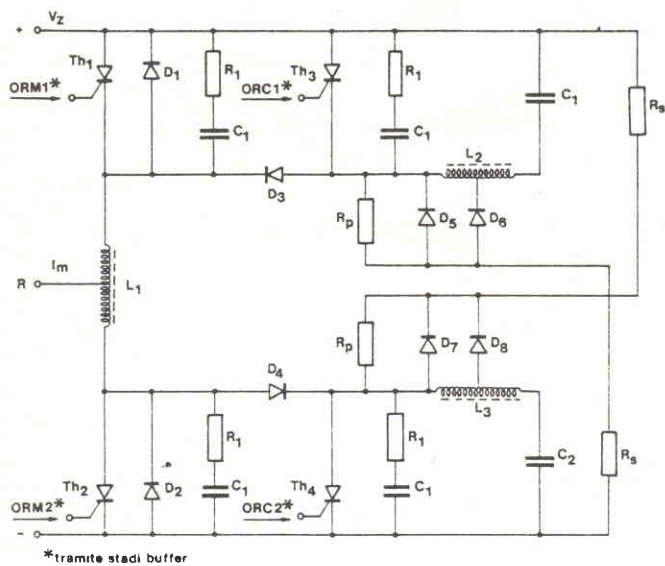 + VZ
Th1
D1
R1
Th3
R1
ORM1*
ORC1*
C1
C1
C1
Rs
L2
D3
Rp
D5
D6
R
Im
L1
Rp
D7
D8
D4
L3
R1
R1
C2
Rs
Th2
D2
C1
Th4
C1
ORM2*
ORC2*
-
*tramite stadi buffer